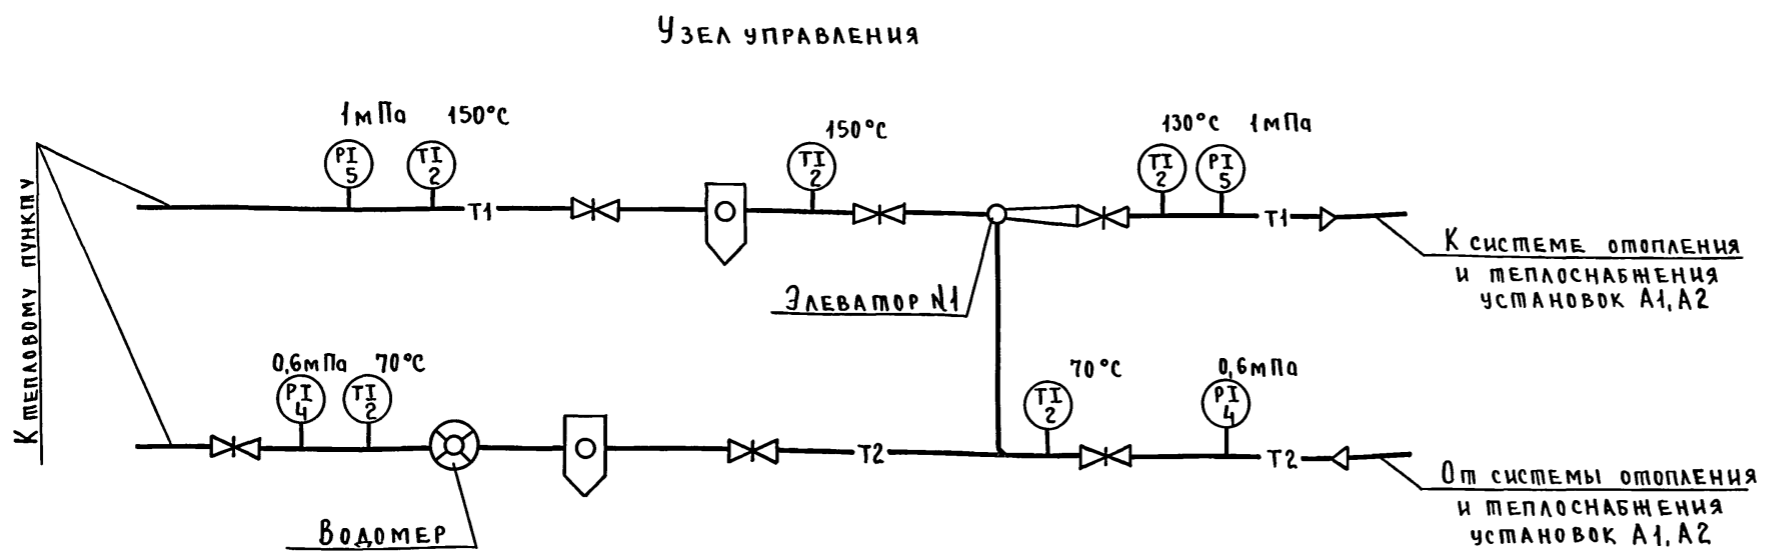 Узел управления
1мПа 150°С
150°С
130°С 1мПа
PI
5
TI
2
TI
2
TI
2
PI
5
Т1
Т1
К системе отопления
и теплоснабжения
установок А1, А2
Элеватор №1
К тепловому пункту
0,6мПа 70°С
70°С
0,6мПа
PI
4
TI
2
TI
2
PI
4
Т2
Т2
От системы отопления
и теплоснабжения
установок А1, А2
Водомер